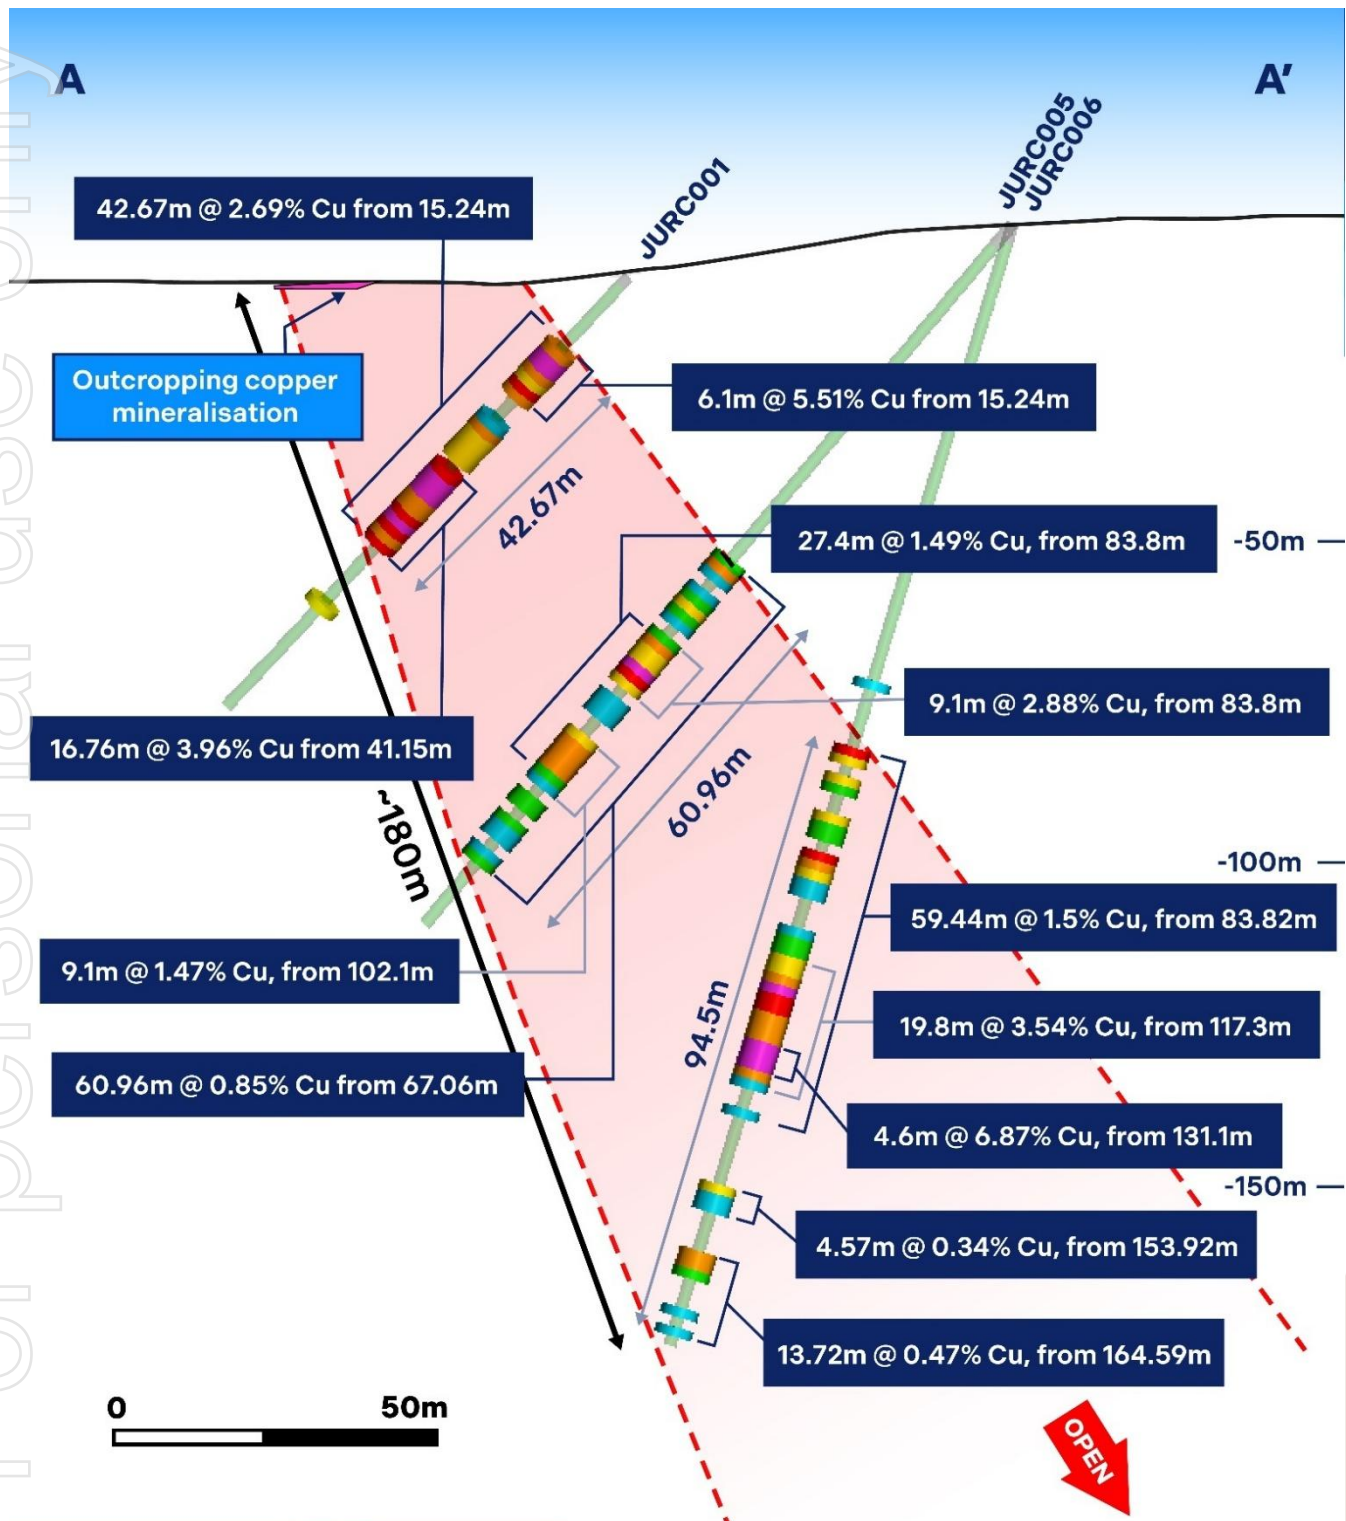 For personal use only
A
A’
JURC001
JURC005
JURC006
42.67m @ 2.69% Cu from 15.24m
Outcropping copper
mineralisation
6.1m @ 5.51% Cu from 15.24m
42.67m
27.4m @ 1.49% Cu, from 83.8m
-50m
9.1m @ 2.88% Cu, from 83.8m
16.76m @ 3.96% Cu from 41.15m
60.96m
~180m
-100m
59.44m @ 1.5% Cu, from 83.82m
9.1m @ 1.47% Cu, from 102.1m
94.5m
19.8m @ 3.54% Cu, from 117.3m
60.96m @ 0.85% Cu from 67.06m
4.6m @ 6.87% Cu, from 131.1m
-150m
4.57m @ 0.34% Cu, from 153.92m
13.72m @ 0.47% Cu, from 164.59m
0
50m
OPEN